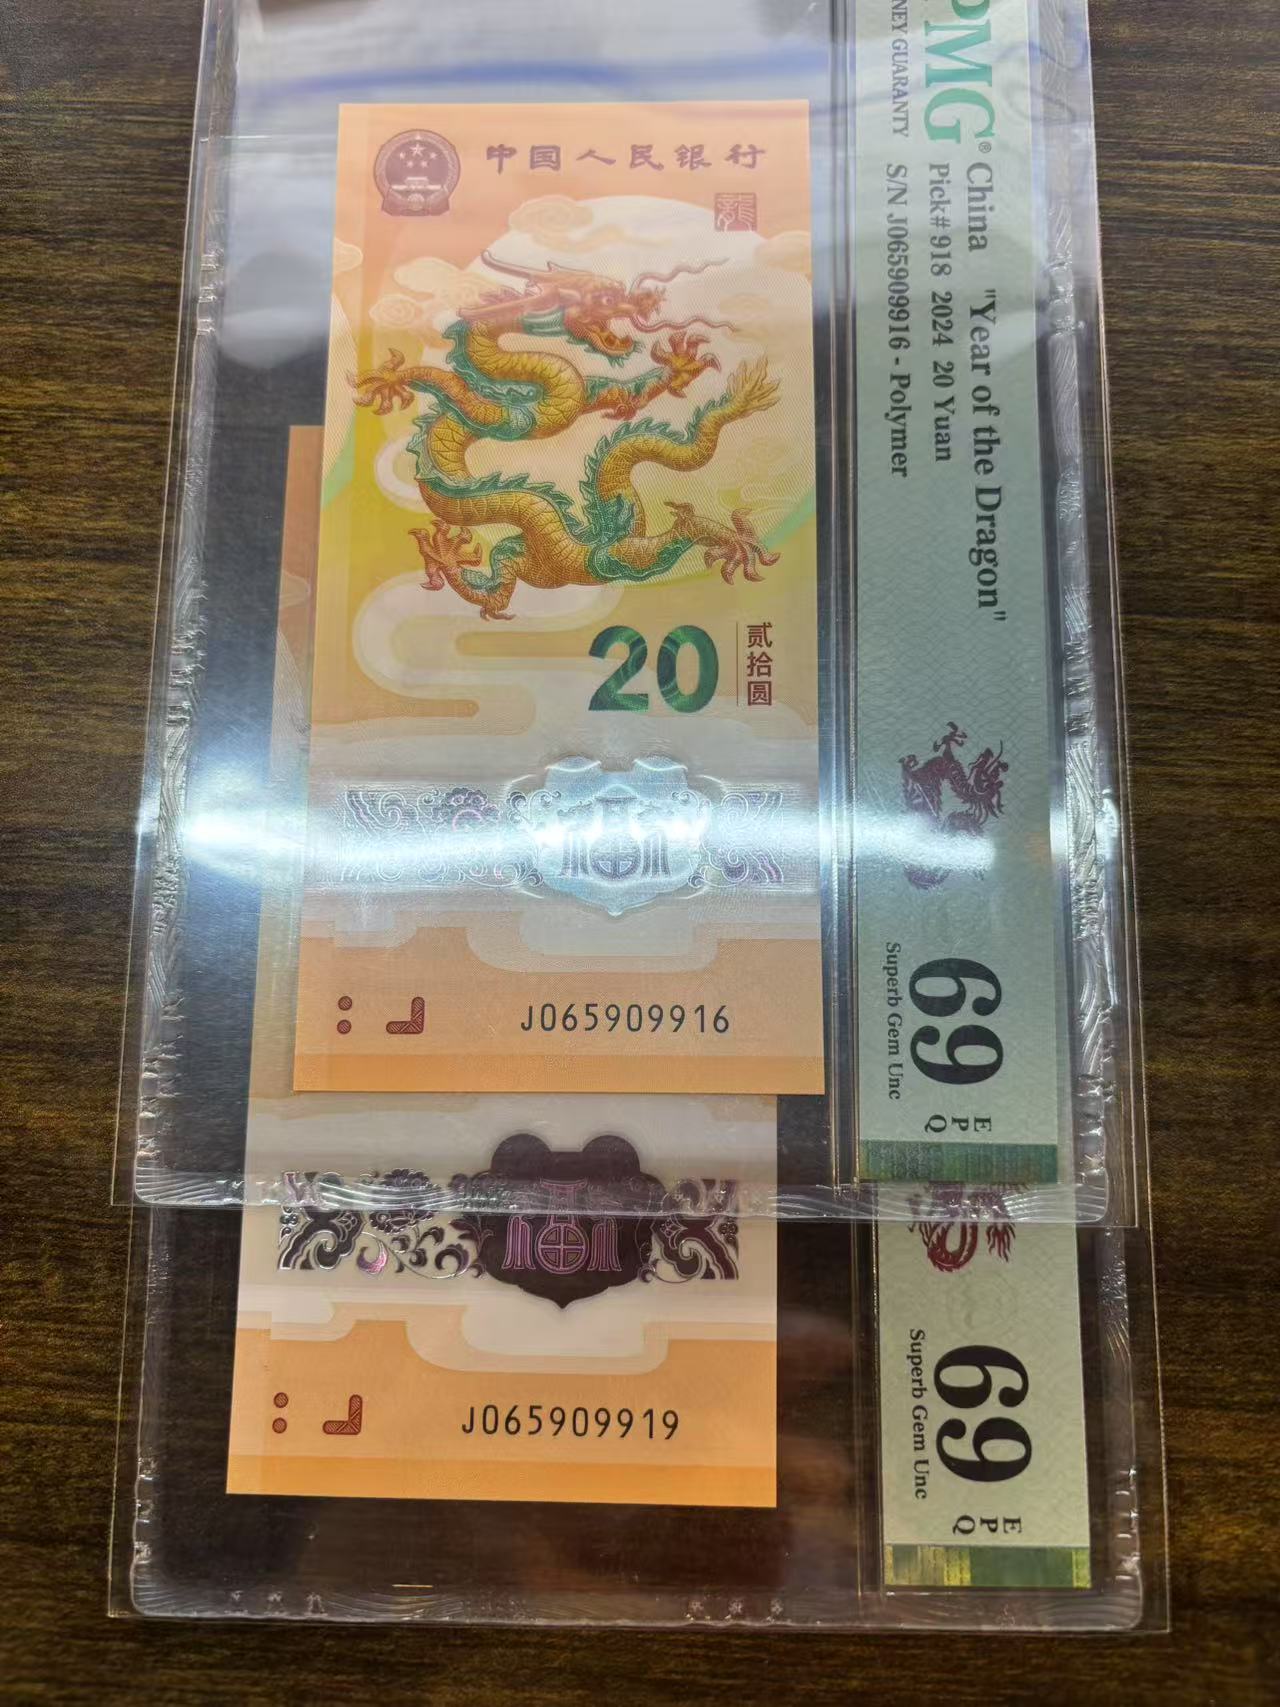 中国人民银行
龍
20
贰拾圆
J065909916
PMG®
NEY GUARANTY
China "Year of the Dragon"
Pick# 918 2024 20 Yuan
S/N J065909916 - Polymer
69
EPQ
Superb Gem Unc
J065909919
69
EPQ
Superb Gem Unc